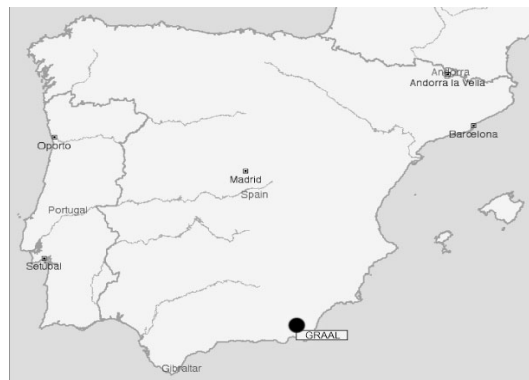 Andorra
Andorra la Vella
Barcelona
Oporto
Madrid
Spain
Portugal
Setubal
GRAAL
Gibraltar